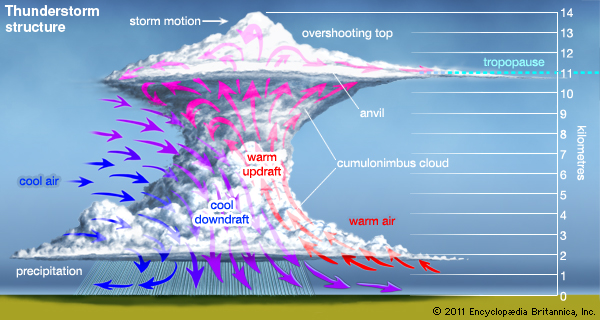 Thunderstorm
structure
storm motion
overshooting top
tropopause
anvil
cumulonimbus cloud
warm
updraft
cool air
cool
downdraft
warm air
precipitation
14
13
12
11
10
9
8
7
6
5
4
3
2
1
0
kilometres
© 2011 Encyclopædia Britannica, Inc.